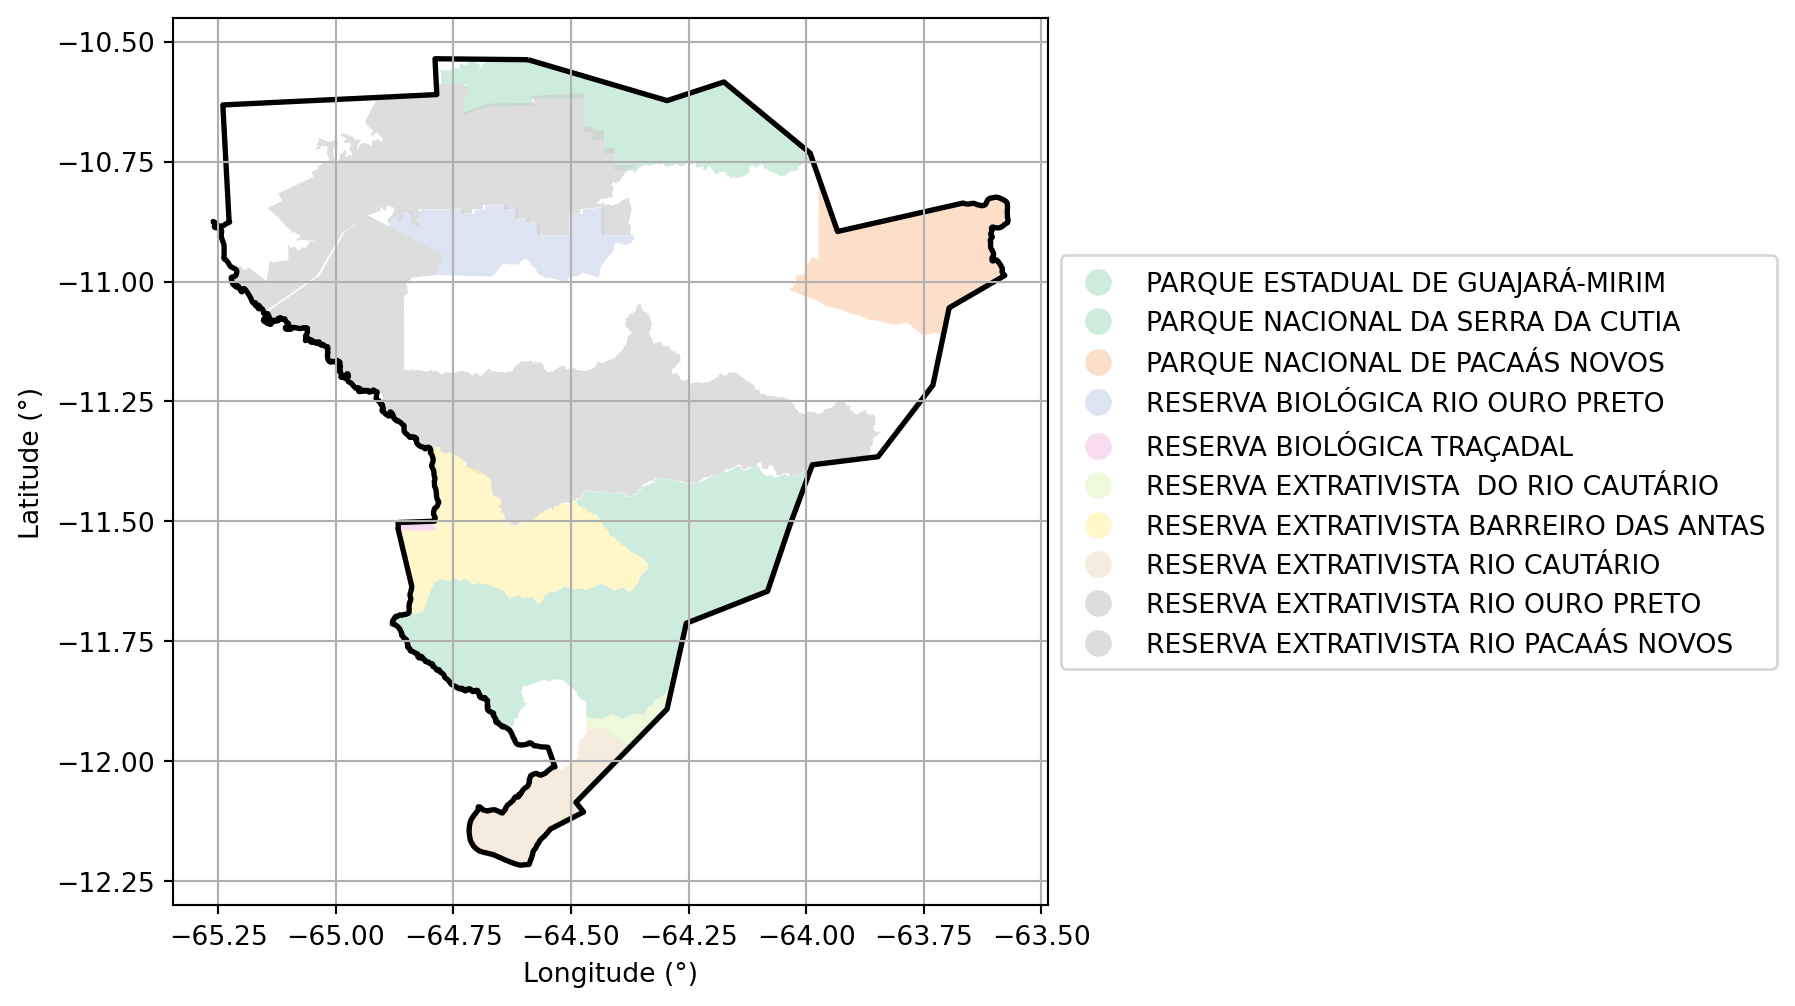 −10.50
−10.75
−11.00
−11.25
−11.50
−11.75
−12.00
−12.25
Latitude (°)
−65.25 −65.00 −64.75 −64.50 −64.25 −64.00 −63.75 −63.50
Longitude (°)
PARQUE ESTADUAL DE GUAJARÁ-MIRIM
PARQUE NACIONAL DA SERRA DA CUTIA
PARQUE NACIONAL DE PACAÁS NOVOS
RESERVA BIOLÓGICA RIO OURO PRETO
RESERVA BIOLÓGICA TRAÇADAL
RESERVA EXTRATIVISTA  DO RIO CAUTÁRIO
RESERVA EXTRATIVISTA BARREIRO DAS ANTAS
RESERVA EXTRATIVISTA RIO CAUTÁRIO
RESERVA EXTRATIVISTA RIO OURO PRETO
RESERVA EXTRATIVISTA RIO PACAÁS NOVOS